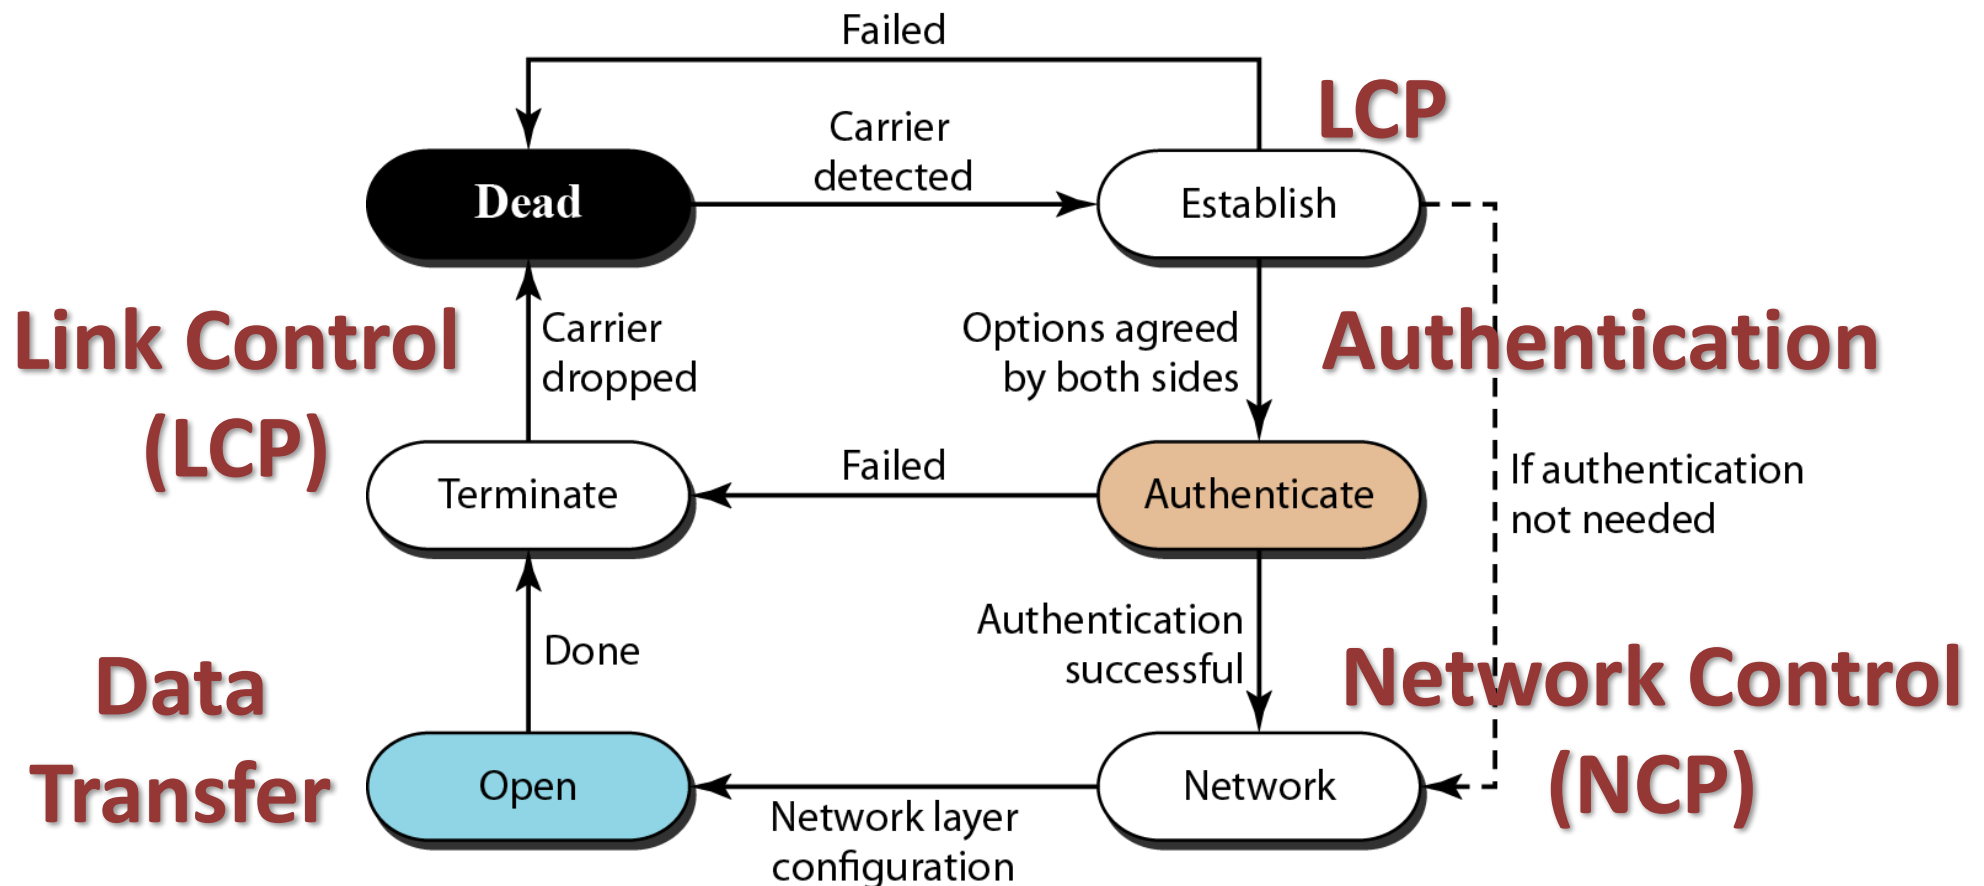 Failed
LCP
Carrier
detected
Dead
Establish
Link Control
(LCP)
Carrier
dropped
Options agreed
by both sides
Authentication
Terminate
Failed
Authenticate
If authentication
not needed
Data
Transfer
Done
Authentication
successful
Network Control
(NCP)
Open
Network
Network layer
configuration